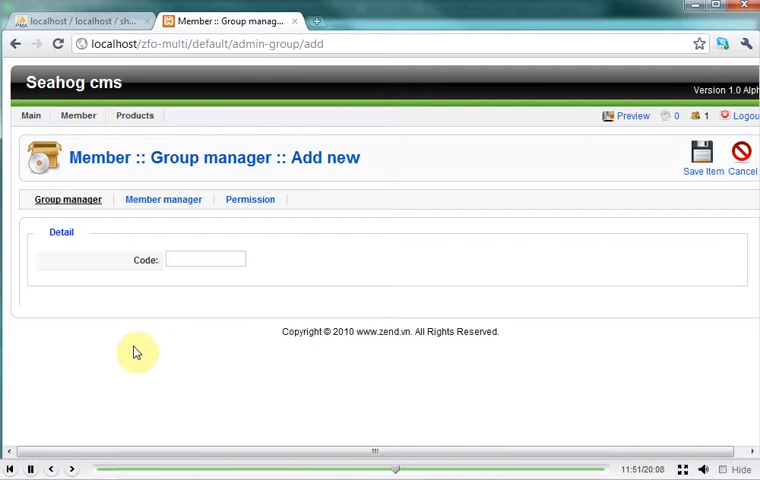 localhost / localhost / sh...
Member :: Group manag...
localhost/zfo-multi/default/admin-group/add
Seahog cms
Version 1.0 Alph
Main
Member
Products
Preview
0
1
Logou
Member :: Group manager :: Add new
Save Item
Cancel
Group manager
Member manager
Permission
Detail
Code:
Copyright © 2010 www.zend.vn. All Rights Reserved.
11:51/20:08
Hide